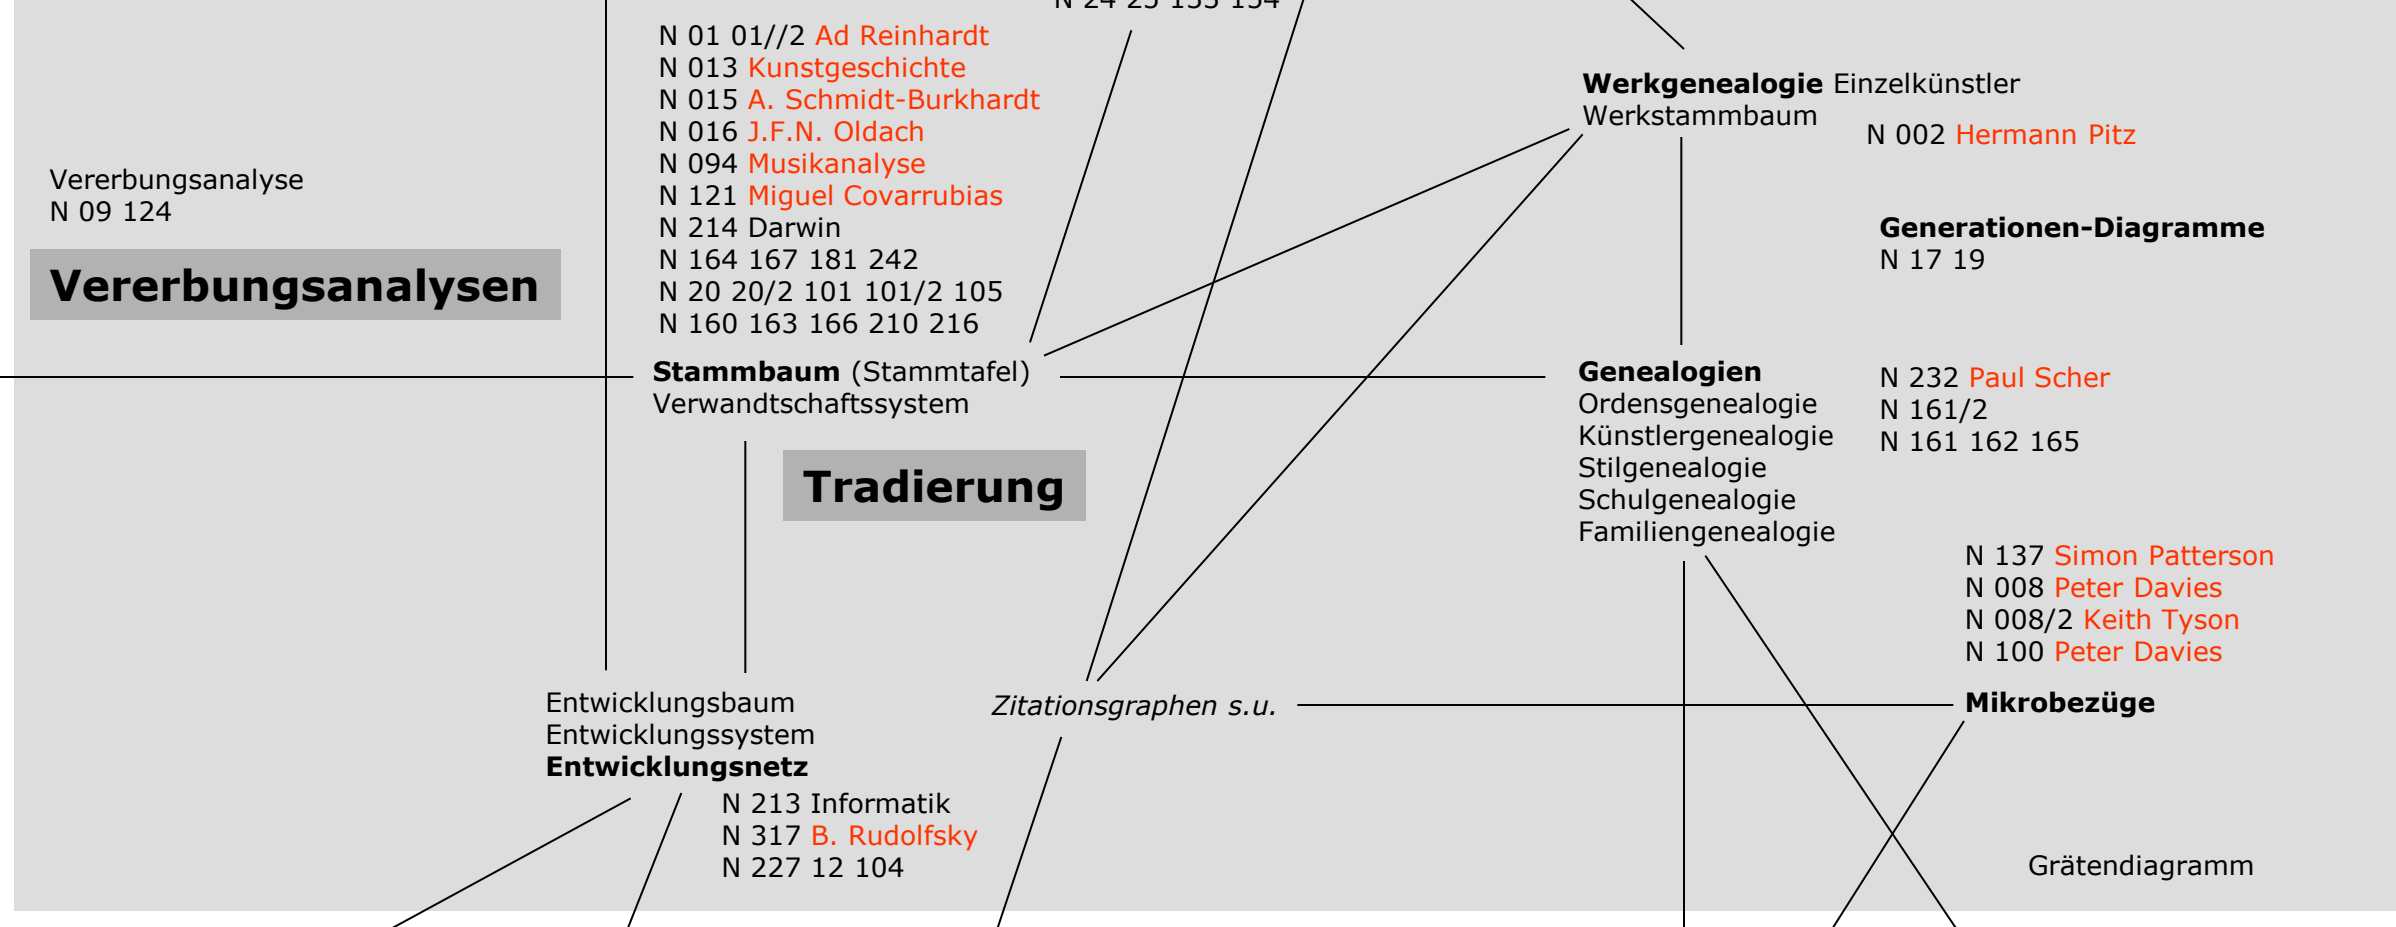 N 24 25 153 154
N 01 01//2 Ad Reinhardt
N 013 Kunstgeschichte
N 015 A. Schmidt-Burkhardt
N 016 J.F.N. Oldach
N 094 Musikanalyse
N 121 Miguel Covarrubias
N 214 Darwin
N 164 167 181 242
N 20 20/2 101 101/2 105
N 160 163 166 210 216
Stammbaum (Stammtafel)
Verwandtschaftssystem
Vererbungsanalyse
N 09 124
Vererbungsanalysen
Tradierung
Werkgenealogie Einzelkünstler
Werkstammbaum
N 002 Hermann Pitz
Generationen-Diagramme
N 17 19
Genealogien
Ordensgenealogie
Künstlergenealogie
Stilgenealogie
Schulgenealogie
Familiengenealogie
N 232 Paul Scher
N 161/2
N 161 162 165
N 137 Simon Patterson
N 008 Peter Davies
N 008/2 Keith Tyson
N 100 Peter Davies
Mikrobezüge
Entwicklungsbaum
Entwicklungssystem
Entwicklungsnetz
N 213 Informatik
N 317 B. Rudolfsky
N 227 12 104
Zitationsgraphen s.u.
Grätendiagramm